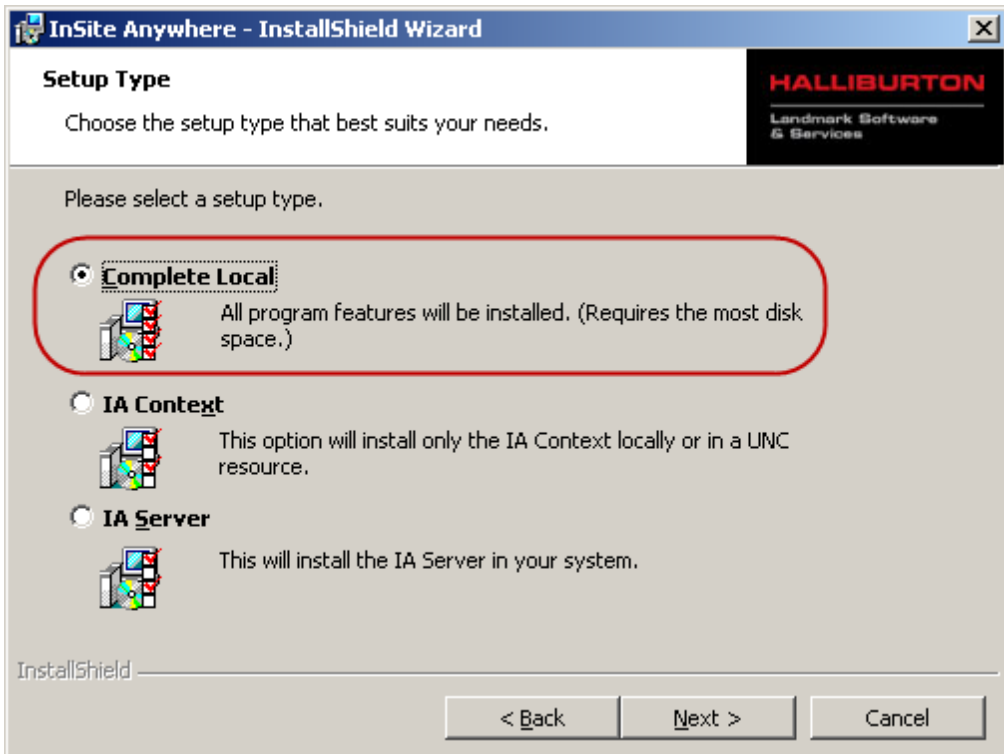 InSite Anywhere - InstallShield Wizard
Setup Type
Choose the setup type that best suits your needs.
HALLIBURTON
Landmark Software
& Services
Please select a setup type.
Complete Local
All program features will be installed. (Requires the most disk
space.)
IA Context
This option will install only the IA Context locally or in a UNC
resource.
IA Server
This will install the IA Server in your system.
InstallShield
< Back
Next >
Cancel